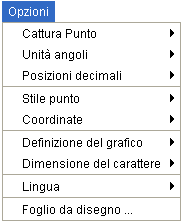 Opzioni
Cattura Punto
Unità angoli
Posizioni decimali
Stile punto
Coordinate
Definizione del grafico
Dimensione del carattere
Lingua
Foglio da disegno ...